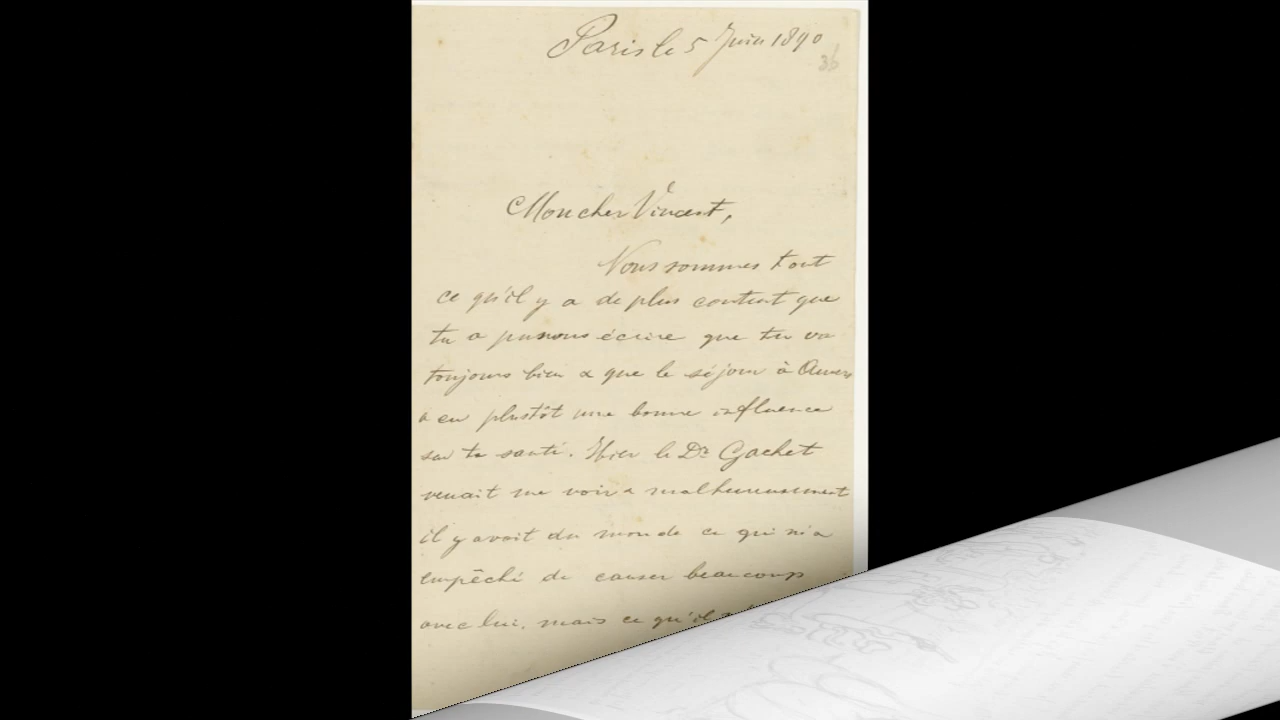 Paris le 5 Juin 1890
36
Mon cher Vincent,
Nous sommes tout
ce qu'il y a de plus content que
tu a pu nous écrire que tu va
toujours bien & que le séjour à Auvers
a eu plustôt une bonne influence
sur ta santé. Hier le Dr Gachet
venait me voir & malheureusement
il y avait du monde ce qui m'a
empêché de causer beaucoup
avec lui, mais ce qu'il